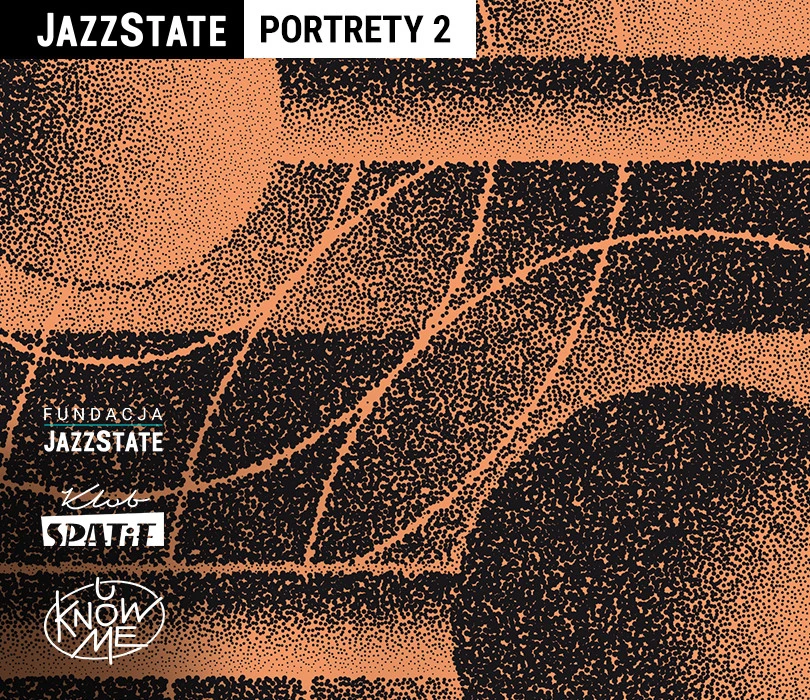 JAZZSTATE PORTRETY 2
FUNDACJA
JAZZSTATE
Klub
SPATiF
U
KNOW
ME